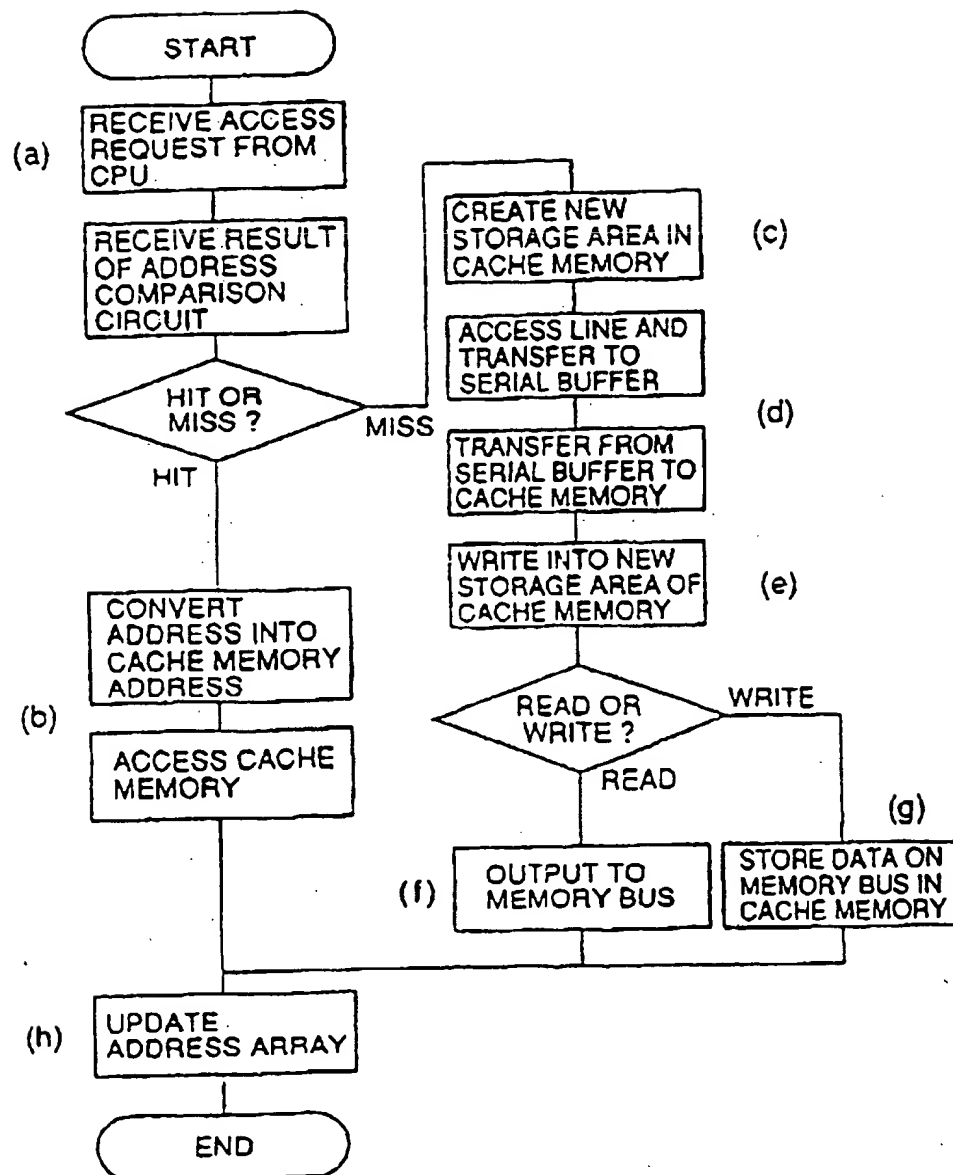 START
(a)
RECEIVE ACCESS
REQUEST FROM
CPU
RECEIVE RESULT
OF ADDRESS
COMPARISON
CIRCUIT
HIT OR
MISS ?
MISS
HIT
CONVERT
ADDRESS INTO
CACHE MEMORY
ADDRESS
(b)
ACCESS CACHE
MEMORY
CREATE NEW
STORAGE AREA IN
CACHE MEMORY
(c)
ACCESS LINE AND
TRANSFER TO
SERIAL BUFFER
(d)
TRANSFER FROM
SERIAL BUFFER TO
CACHE MEMORY
WRITE INTO NEW
STORAGE AREA OF
CACHE MEMORY
(e)
READ OR
WRITE ?
WRITE
READ
(f)
OUTPUT TO
MEMORY BUS
(g)
STORE DATA ON
MEMORY BUS IN
CACHE MEMORY
(h)
UPDATE
ADDRESS ARRAY
END